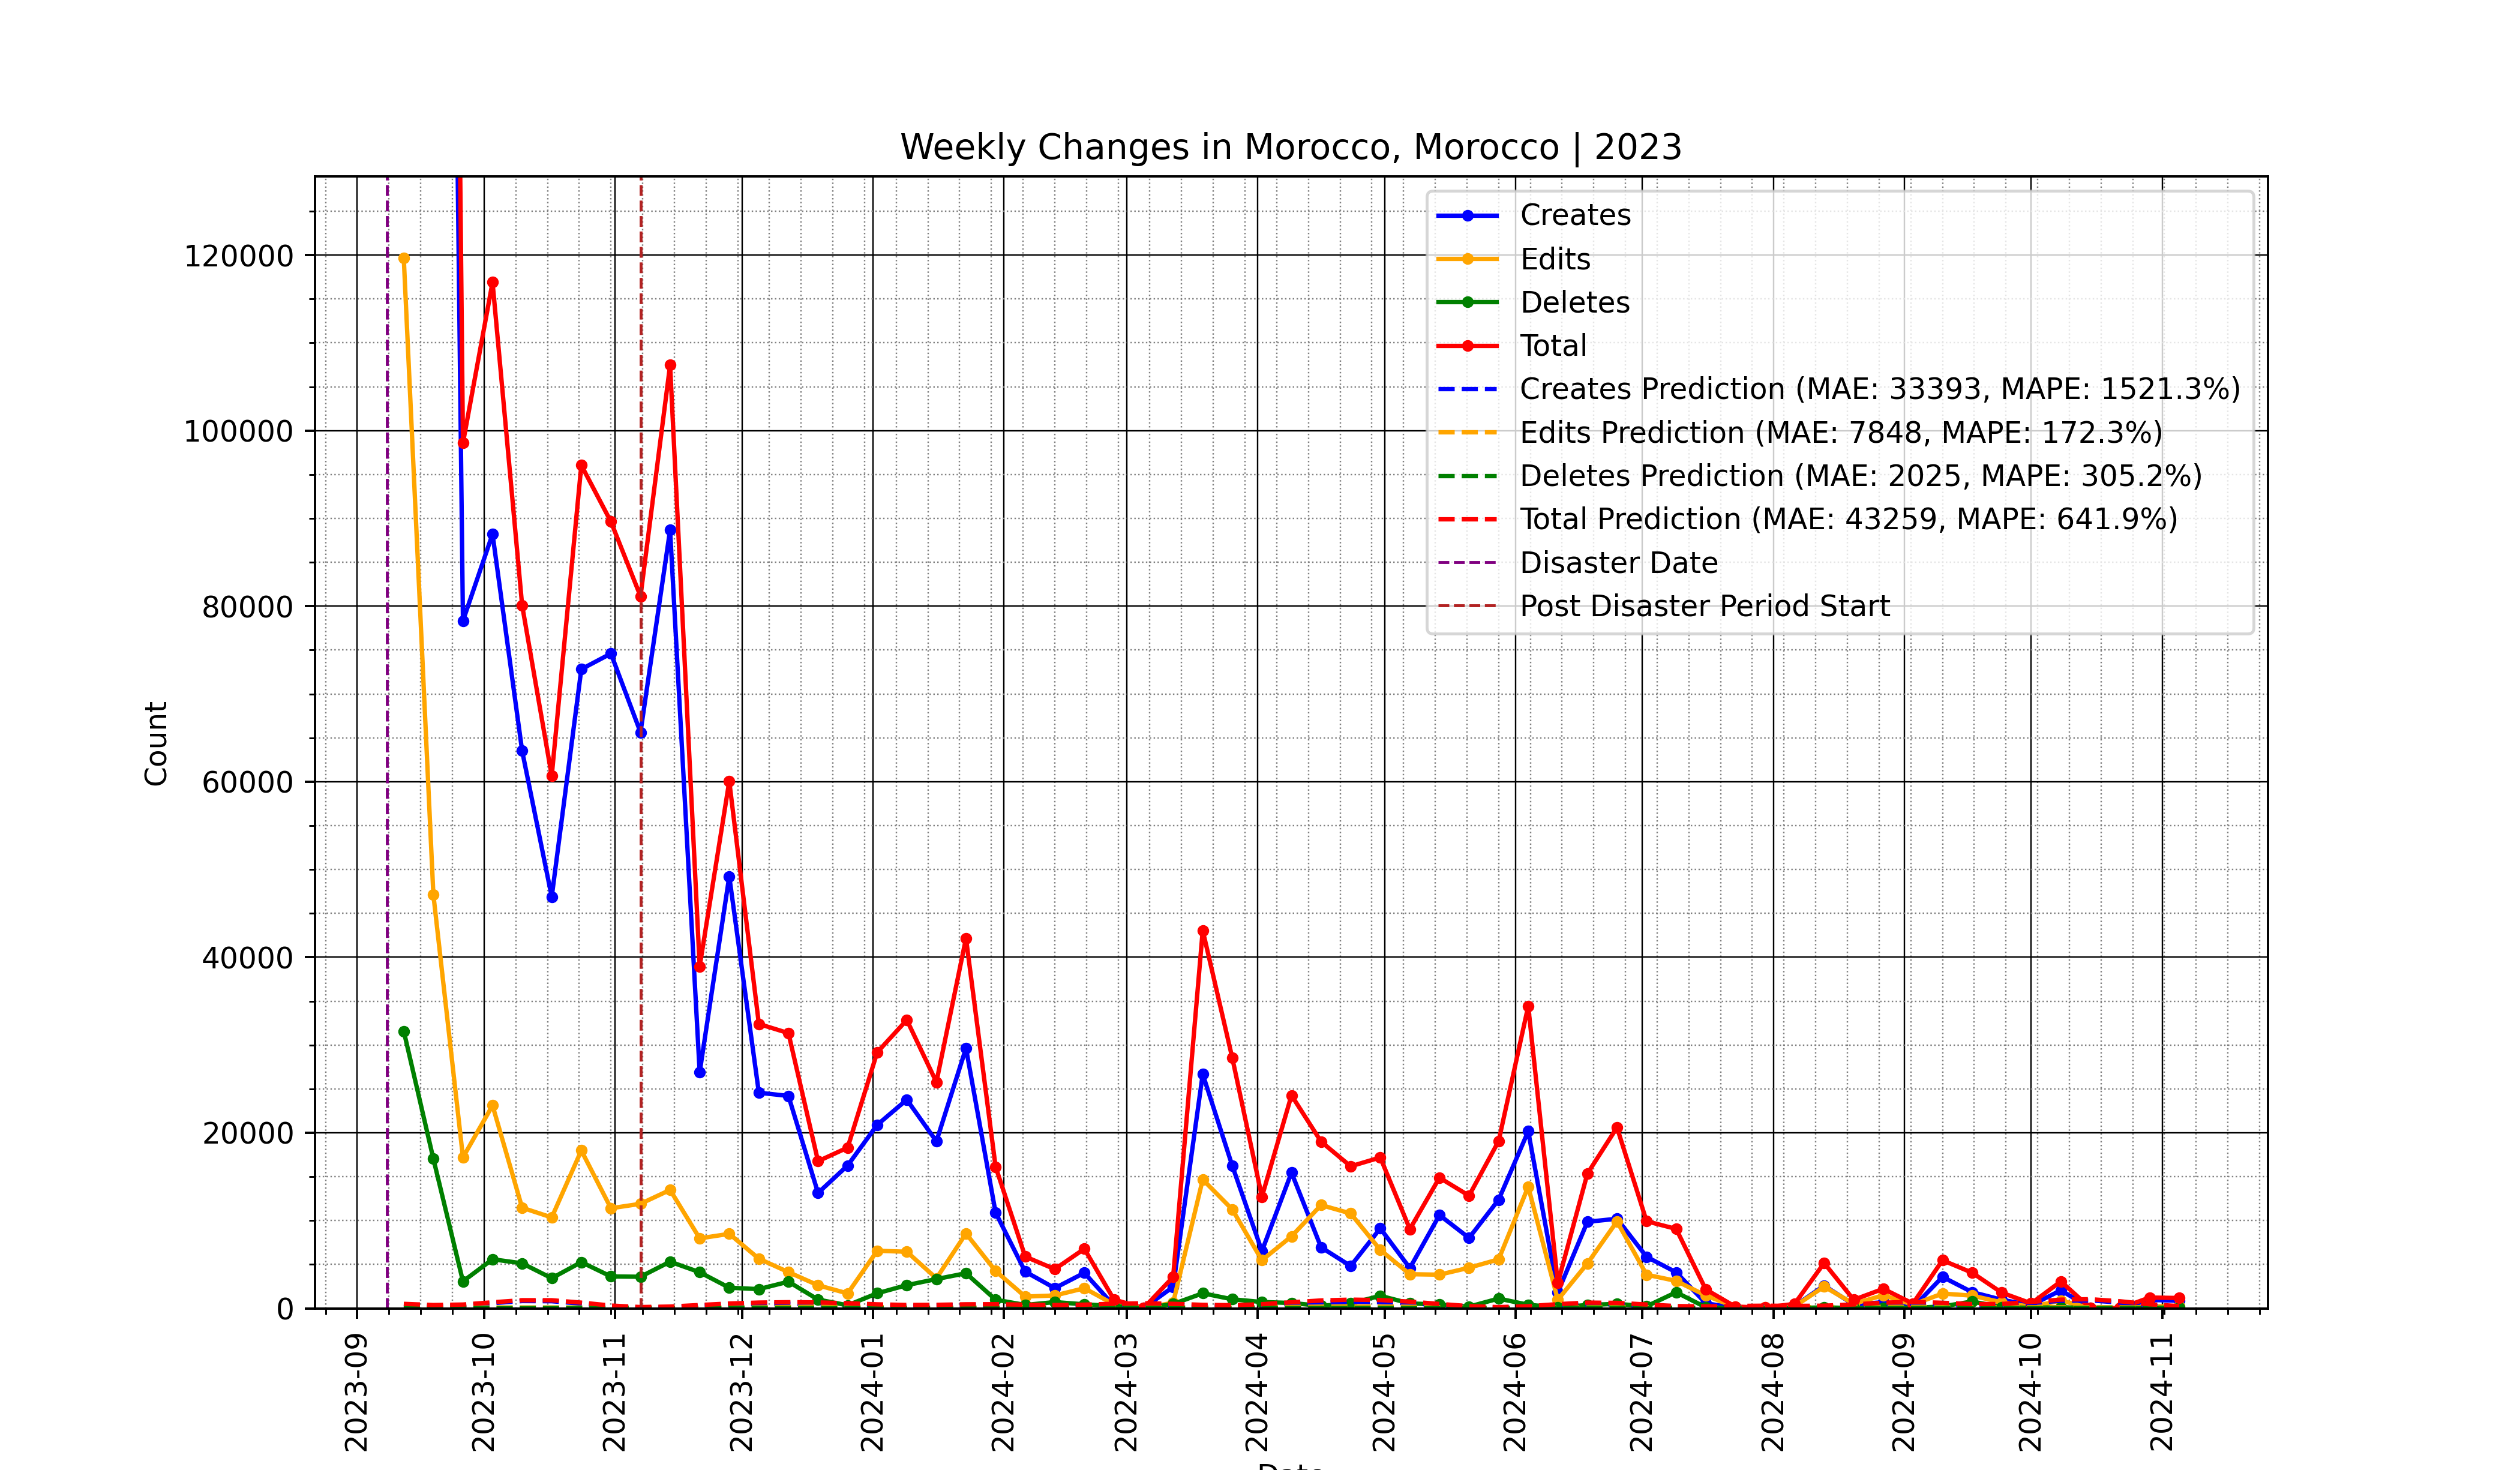 Weekly Changes in Morocco, Morocco | 2023
Creates
Edits
Deletes
Total
Creates Prediction (MAE: 33393, MAPE: 1521.3%)
Edits Prediction (MAE: 7848, MAPE: 172.3%)
Deletes Prediction (MAE: 2025, MAPE: 305.2%)
Total Prediction (MAE: 43259, MAPE: 641.9%)
Disaster Date
Post Disaster Period Start
Count
120000
100000
80000
60000
40000
20000
0
2023-09
2023-10
2023-11
2023-12
2024-01
2024-02
2024-03
2024-04
2024-05
2024-06
2024-07
2024-08
2024-09
2024-10
2024-11
Date